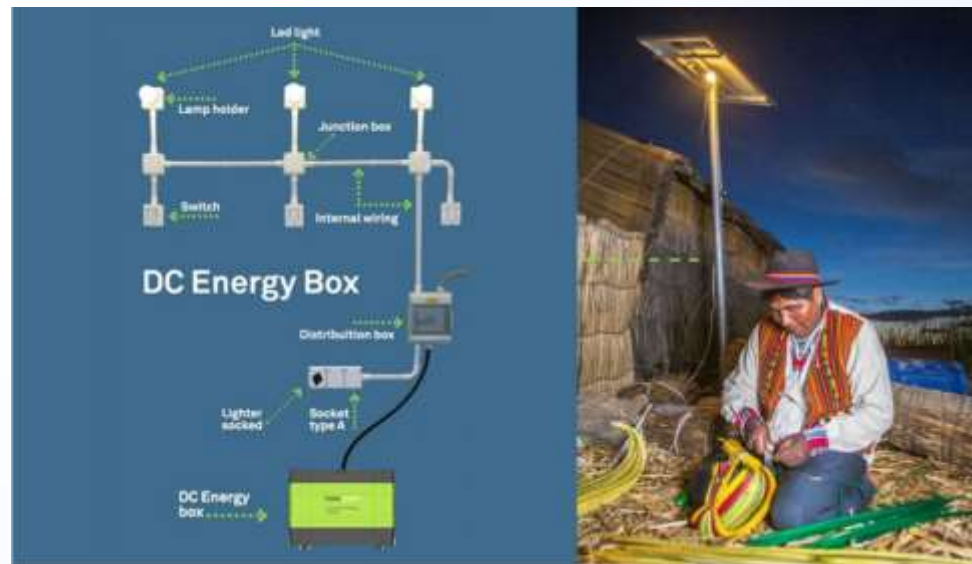 Led light
Lamp holder
Junction box
Switch
Internal wiring
DC Energy Box
Distribuition box
Lighter
socked
Socket
type A
DC Energy
box